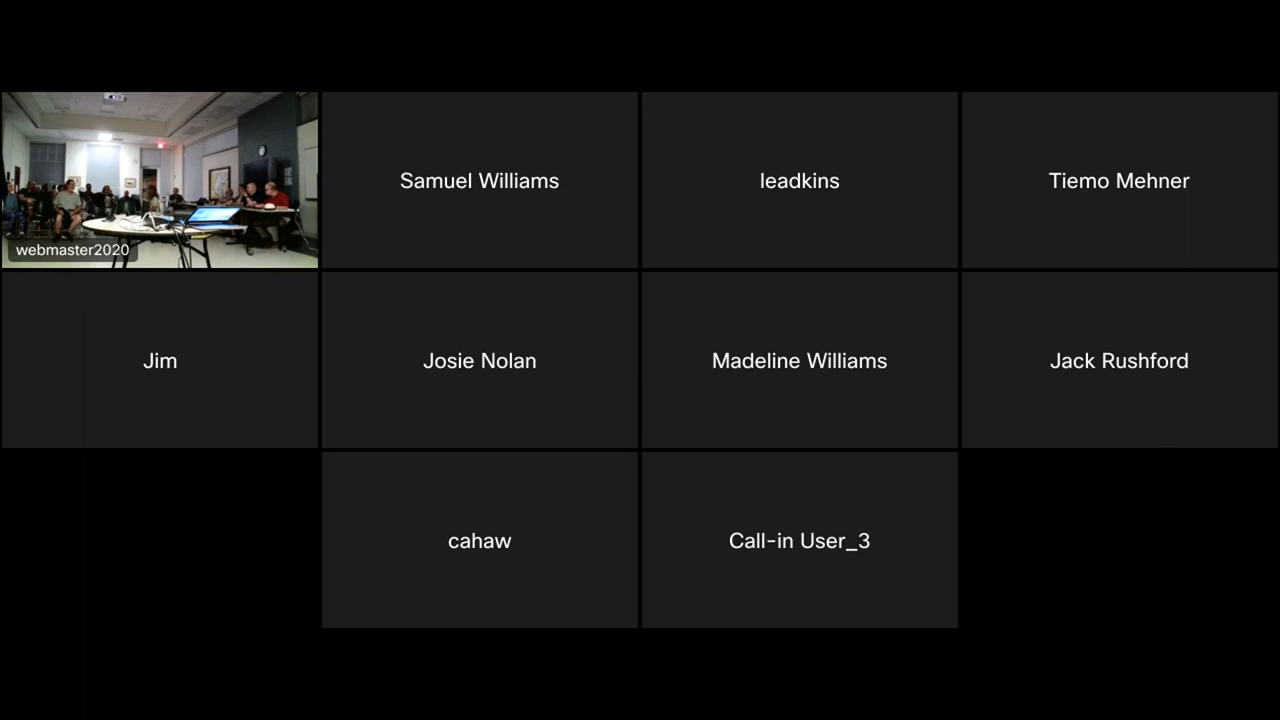 webmaster2020
Samuel Williams
leadkins
Tiemo Mehner
Jim
Josie Nolan
Madeline Williams
Jack Rushford
cahaw
Call-in User_3